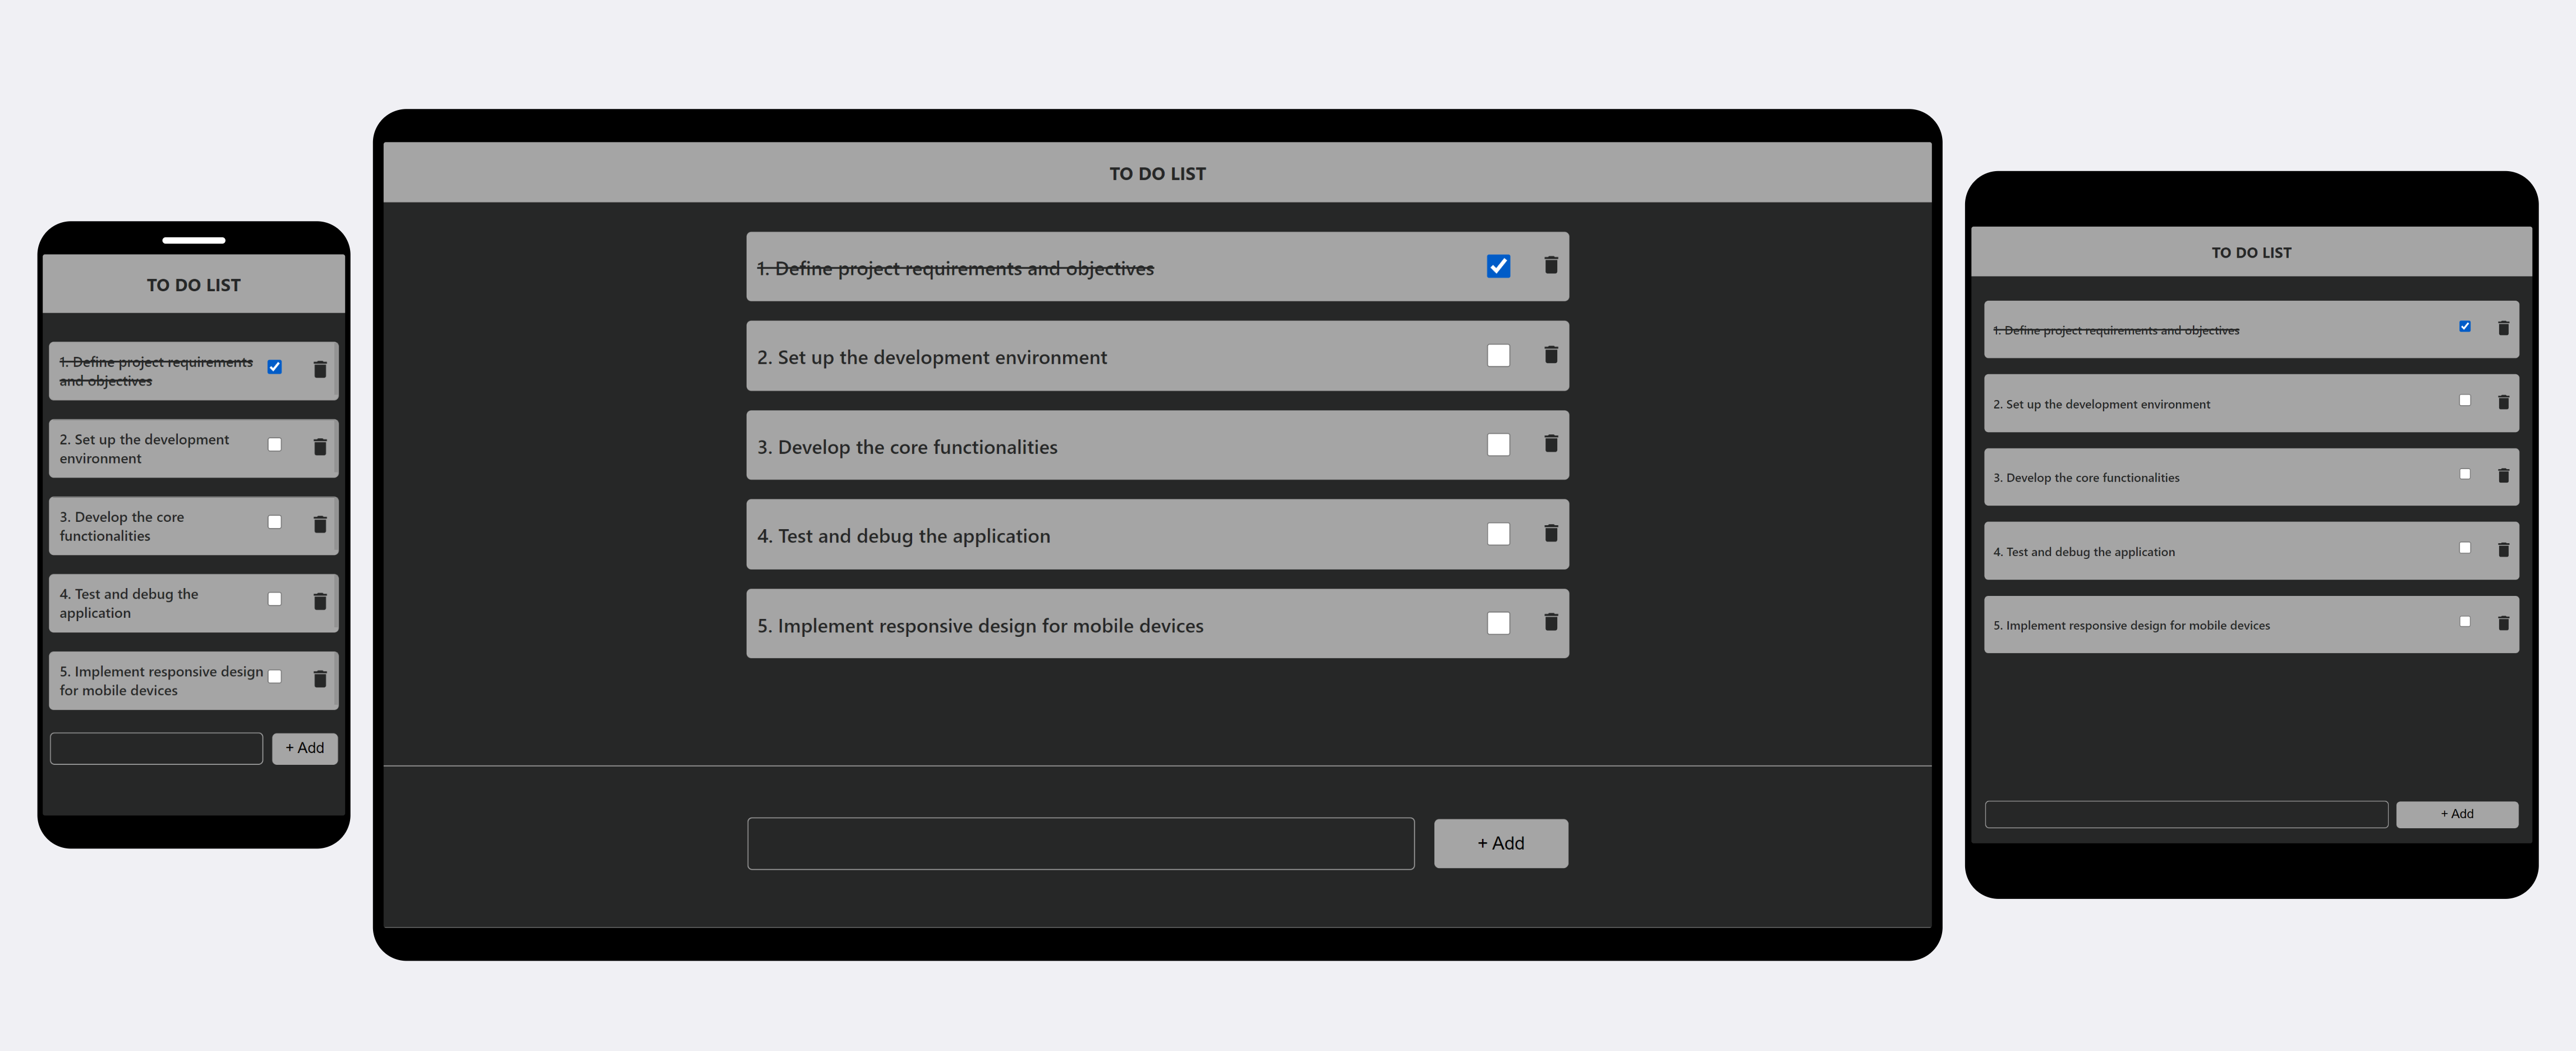 TO DO LIST
1. Define project requirements
and objectives
2. Set up the development
environment
3. Develop the core
functionalities
4. Test and debug the
application
5. Implement responsive design
for mobile devices
+ Add
TO DO LIST
1. Define project requirements and objectives
2. Set up the development environment
3. Develop the core functionalities
4. Test and debug the application
5. Implement responsive design for mobile devices
+ Add
TO DO LIST
1. Define project requirements and objectives
2. Set up the development environment
3. Develop the core functionalities
4. Test and debug the application
5. Implement responsive design for mobile devices
+ Add